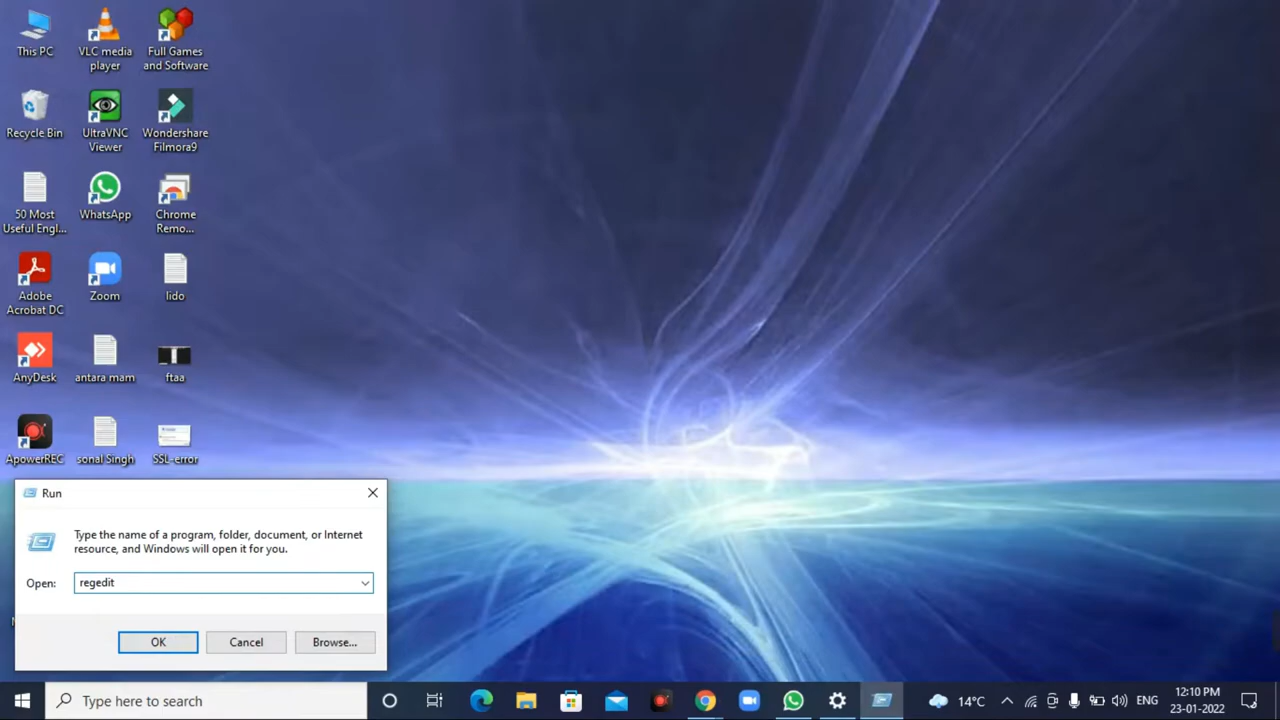 This PC
VLC media
player
Full Games
and Software
Recycle Bin
UltraVNC
Viewer
Wondershare
Filmora9
50 Most
Useful Engl...
WhatsApp
Chrome
Remo...
Adobe
Acrobat DC
Zoom
lido
AnyDesk
antara mam
ftaa
ApowerREC
sonal Singh
SSL-error
Run
Type the name of a program, folder, document, or Internet
resource, and Windows will open it for you.
Open:
regedit
OK
Cancel
Browse...
Type here to search
14°C
ENG
12:10 PM
23-01-2022